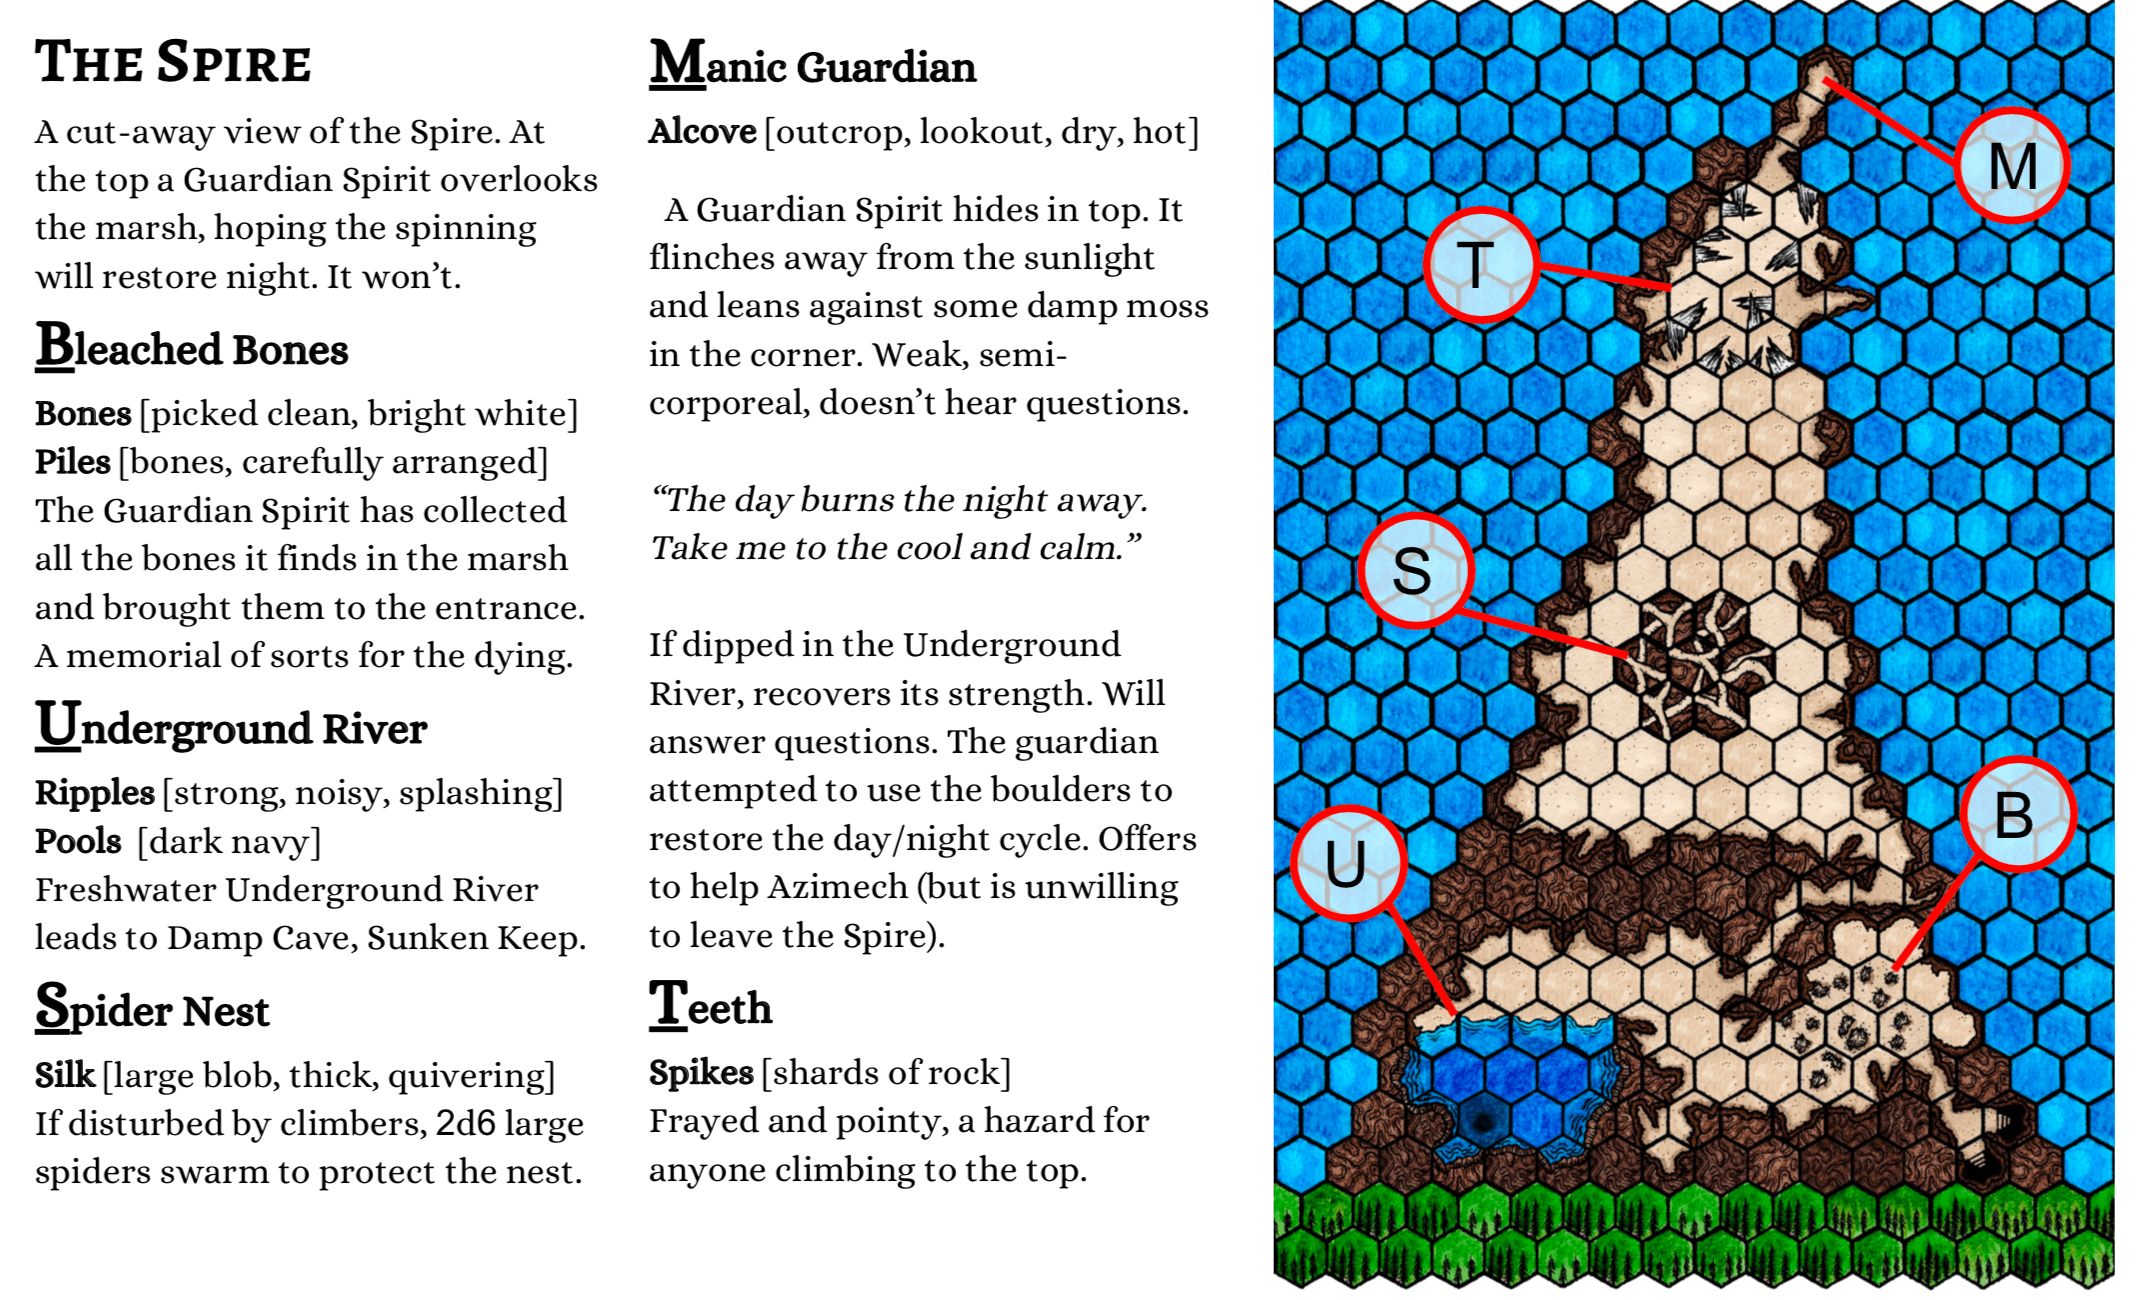 The Spire
A cut-away view of the Spire. At
the top a Guardian Spirit overlooks
the marsh, hoping the spinning
will restore night. It won’t.
Bleached Bones
Bones [picked clean, bright white]
Piles [bones, carefully arranged]
The Guardian Spirit has collected
all the bones it finds in the marsh
and brought them to the entrance.
A memorial of sorts for the dying.
Underground River
Ripples [strong, noisy, splashing]
Pools [dark navy]
Freshwater Underground River
leads to Damp Cave, Sunken Keep.
Spider Nest
Silk [large blob, thick, quivering]
If disturbed by climbers, 2d6 large
spiders swarm to protect the nest.
Manic Guardian
Alcove [outcrop, lookout, dry, hot]
A Guardian Spirit hides in top. It
flinches away from the sunlight
and leans against some damp moss
in the corner. Weak, semi-
corporeal, doesn’t hear questions.
“The day burns the night away.
Take me to the cool and calm.”
If dipped in the Underground
River, recovers its strength. Will
answer questions. The guardian
attempted to use the boulders to
restore the day/night cycle. Offers
to help Azimech (but is unwilling
to leave the Spire).
Teeth
Spikes [shards of rock]
Frayed and pointy, a hazard for
anyone climbing to the top.
M
T
S
B
U